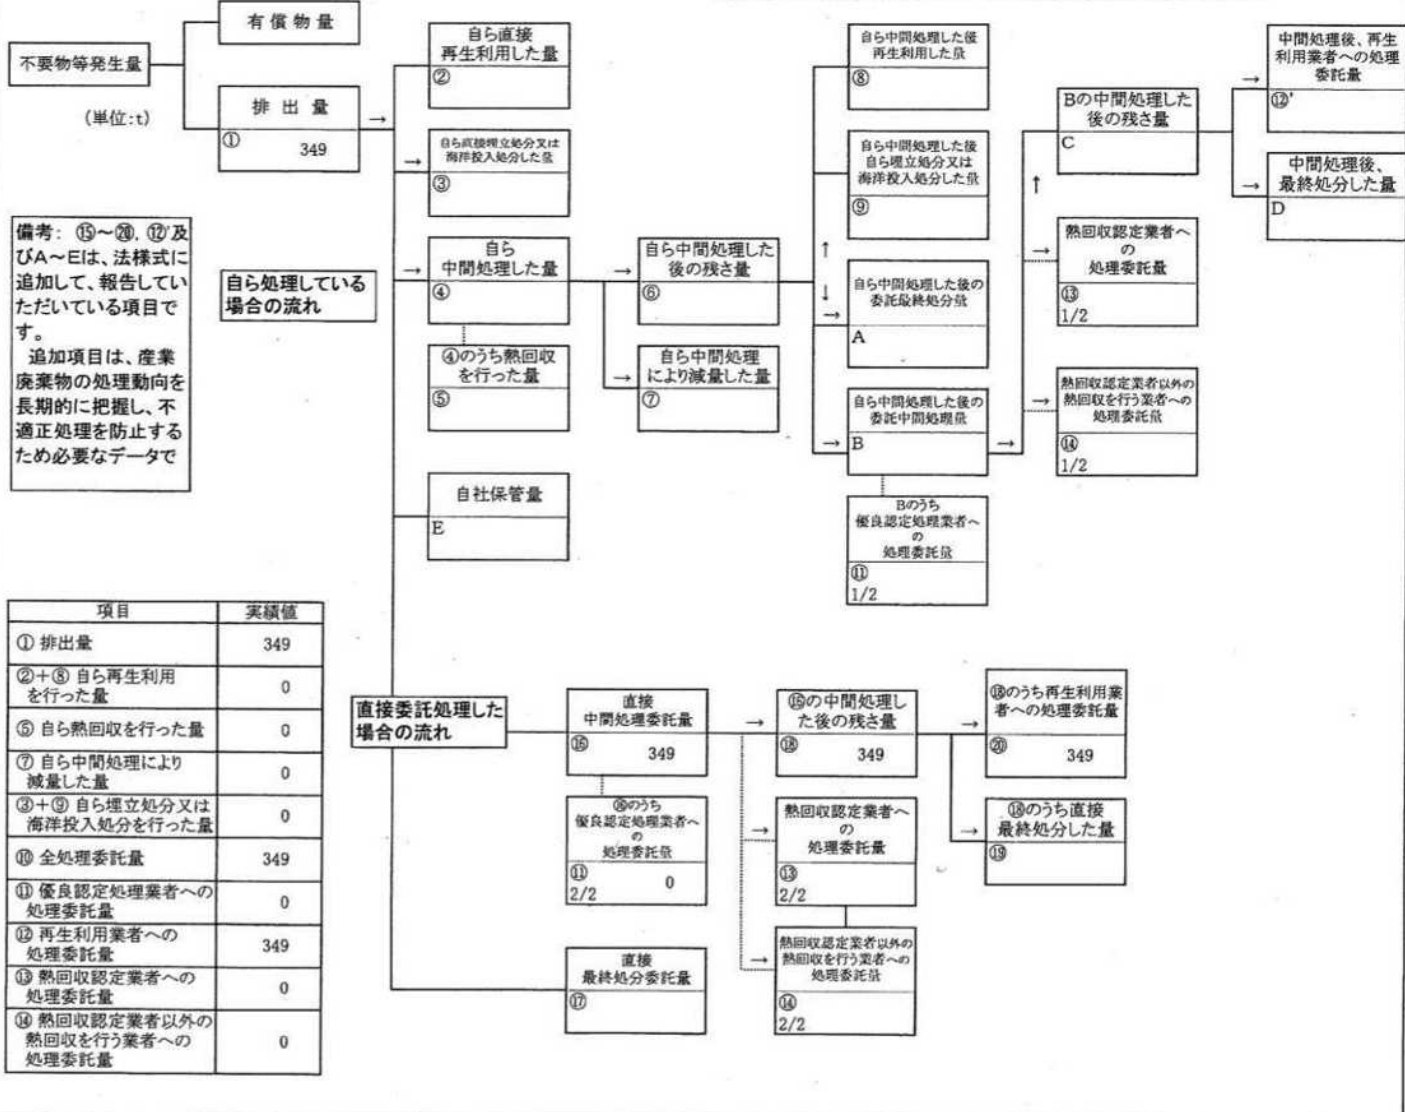 不要物等発生量
(単位:t)
有償物量
排出量
①
349
→
自ら直接
再生利用した量
②
→
自ら直接埋立処分又は
海洋投入処分した量
③
→
自ら
中間処理した量
④
④のうち熱回収
を行った量
⑤
自社保管量
E
→
自ら中間処理した
後の残さ量
⑥
→
自ら中間処理
により減量した量
⑦
自ら中間処理した後
再生利用した量
⑧
自ら中間処理した後
自ら埋立処分又は
海洋投入処分した量
⑨
↑
↓
→
自ら中間処理した後の
委託最終処分量
A
→
自ら中間処理した後の
委託中間処理量
B
→
Bのうち
優良認定処理業者へ
の
処理委託量
⑪
1/2
↑
Bの中間処理した
後の残さ量
C
→
熱回収認定業者へ
の
処理委託量
⑬
1/2
→
熱回収認定業者以外の
熱回収を行う業者への
処理委託量
⑭
1/2
→
中間処理後、再生
利用業者への処理
委託量
⑫'
→
中間処理後、
最終処分した量
D
備考: ⑮~⑳, ⑫'及
びA~Eは、法様式に
追加して、報告してい
ただいている項目で
す。
追加項目は、産業
廃棄物の処理動向を
長期的に把握し、不
適正処理を防止する
ため必要なデータで
自ら処理している
場合の流れ
項目 実績値
① 排出量 349
②+⑧ 自ら再生利用
を行った量 0
⑤ 自ら熱回収を行った量 0
⑦ 自ら中間処理により
減量した量 0
③+⑨ 自ら埋立処分又は
海洋投入処分を行った量 0
⑩ 全処理委託量 349
⑪ 優良認定処理業者への
処理委託量 0
⑫ 再生利用業者への
処理委託量 349
⑬ 熱回収認定業者への
処理委託量 0
⑭ 熱回収認定業者以外の
熱回収を行う業者への
処理委託量 0
直接委託処理した
場合の流れ
直接
中間処理委託量
⑯ 349
⑯のうち
優良認定処理業者へ
の
処理委託量
⑪ 0
2/2
直接
最終処分委託量
⑰
→
⑯の中間処理し
た後の残さ量
⑱ 349
→
熱回収認定業者へ
の
処理委託量
⑬
2/2
→
熱回収認定業者以外の
熱回収を行う業者への
処理委託量
⑭
2/2
→
⑱のうち再生利用業
者への処理委託量
⑳ 349
→
⑱のうち直接
最終処分した量
⑲